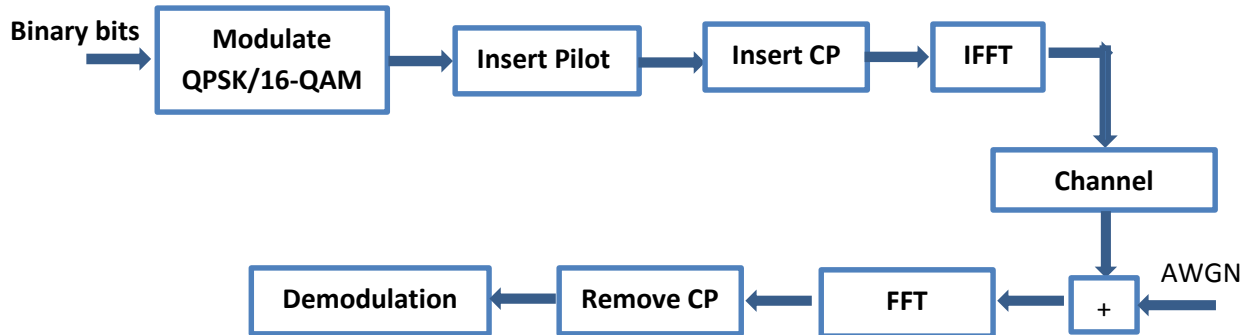 Binary bits
Modulate
QPSK/16-QAM
Insert Pilot
Insert CP
IFFT
Channel
AWGN
+
FFT
Remove CP
Demodulation